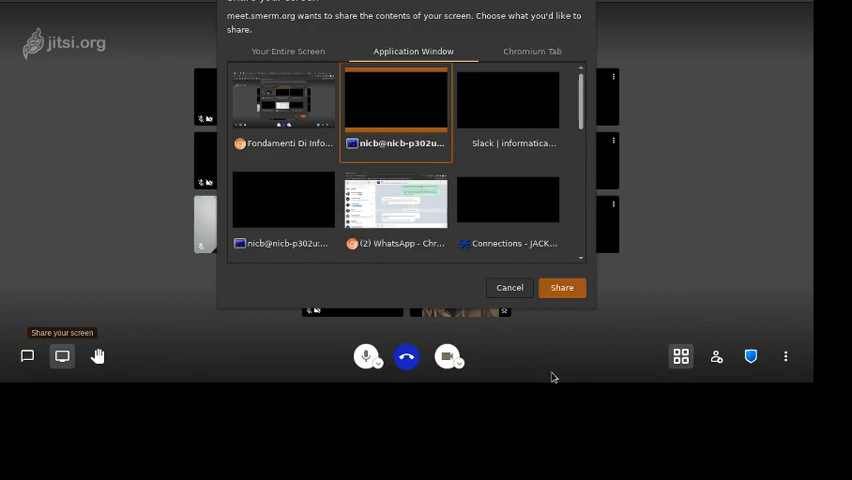 meet.smerm.org wants to share the contents of your screen. Choose what you'd like to
share.
jitsi.org
Your Entire Screen
Application Window
Chromium Tab
Fondamenti Di Info...
nicb@nicb-p302u...
Slack | informatica...
nicb@nicb-p302u:...
(2) WhatsApp - Chr...
Connections - JACK...
Cancel
Share
Share your screen